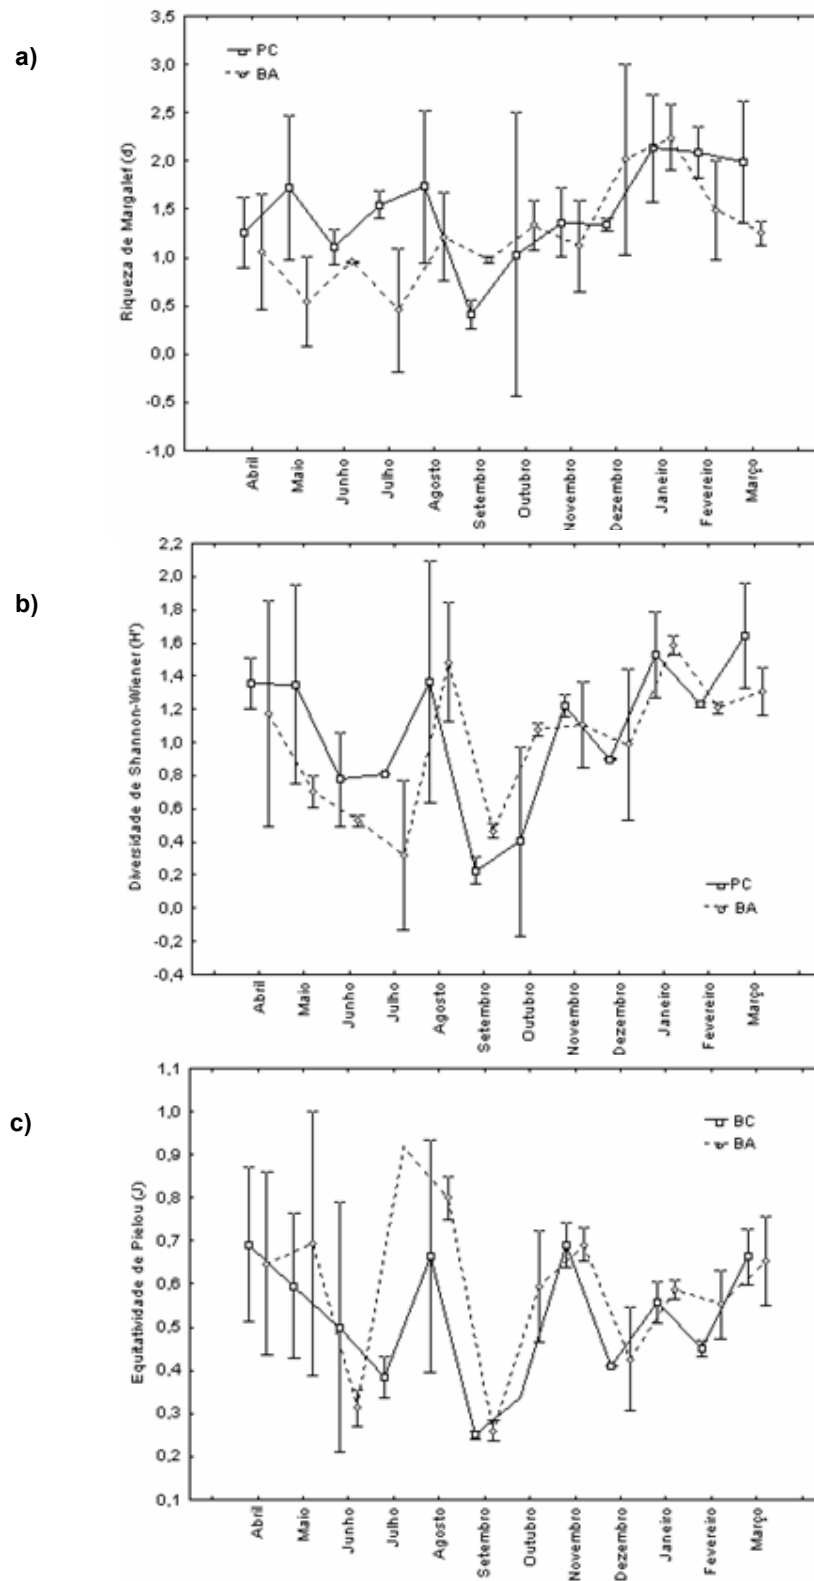 a)
PC
BA
Riqueza de Margalef (d)
3,5
3,0
2,5
2,0
1,5
1,0
0,5
0,0
-0,5
-1,0
Abril
Maio
Junho
Julho
Agosto
Setembro
Outubro
Novembro
Dezembro
Janeiro
Fevereiro
Março
b)
Diversidade de Shannon-Wiener (H')
2,2
2,0
1,8
1,6
1,4
1,2
1,0
0,8
0,6
0,4
0,2
0,0
-0,2
-0,4
PC
BA
Abril
Maio
Junho
Julho
Agosto
Setembro
Outubro
Novembro
Dezembro
Janeiro
Fevereiro
Março
c)
BC
BA
Equitatividade de Pielou (J)
1,1
1,0
0,9
0,8
0,7
0,6
0,5
0,4
0,3
0,2
0,1
Abril
Maio
Junho
Julho
Agosto
Setembro
Outubro
Novembro
Dezembro
Janeiro
Fevereiro
Março